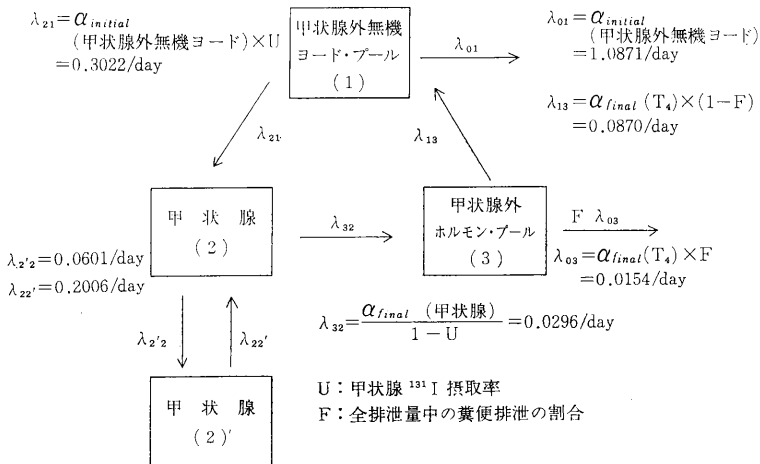 λ₂₁=α initial
(甲状腺外無機ヨード)×U
=0.3022/day
甲状腺外無機
ヨード・プール
(1)
λ₀₁
λ₀₁=α initial
(甲状腺外無機ヨード)
=1.0871/day
λ₁₃=α final (T₄)×(1−F)
=0.0870/day
λ₂₁
λ₁₃
甲状腺
(2)
λ₃₂
甲状腺外
ホルモン・プール
(3)
F λ₀₃
λ₀₃=α final(T₄)×F
=0.0154/day
λ₂'₂=0.0601/day
λ₂₂'=0.2006/day
λ₂'₂
λ₂₂'
λ₃₂=α final (甲状腺)/1−U=0.0296/day
甲状腺
(2)'
U:甲状腺 ¹³¹I 摂取率
F:全排泄量中の糞便排泄の割合